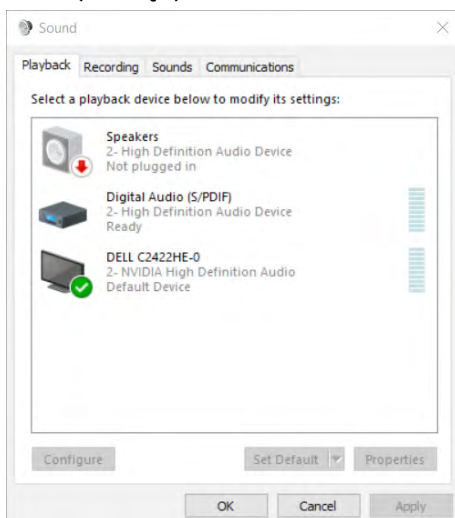 Sound
Playback Recording Sounds Communications
Select a playback device below to modify its settings:
Speakers
2- High Definition Audio Device
Not plugged in
Digital Audio (S/PDIF)
2- High Definition Audio Device
Ready
DELL C2422HE-0
2- NVIDIA High Definition Audio
Default Device
Configure Set Default Properties
OK Cancel Apply